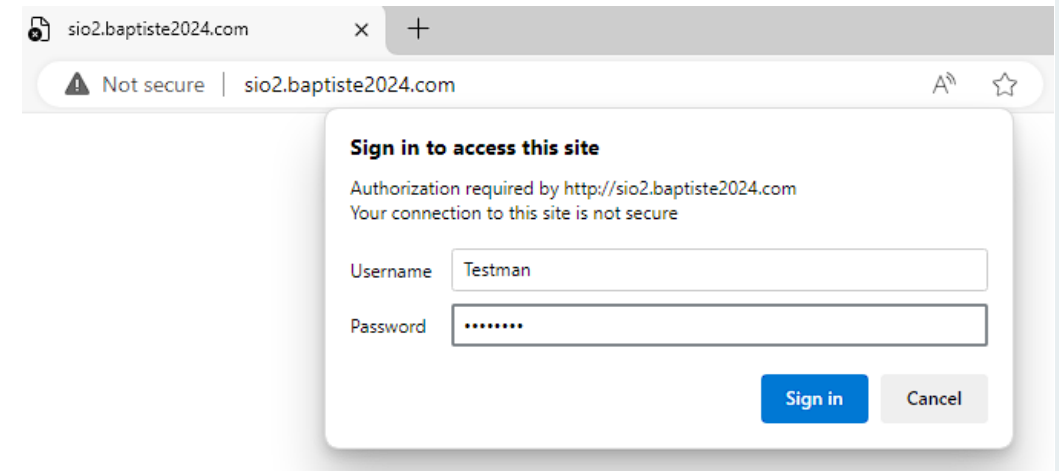 sio2.baptiste2024.com
Not secure | sio2.baptiste2024.com A
Sign in to access this site
Authorization required by http://sio2.baptiste2024.com
Your connection to this site is not secure
Username Testman
Password ••••••••
Sign in Cancel